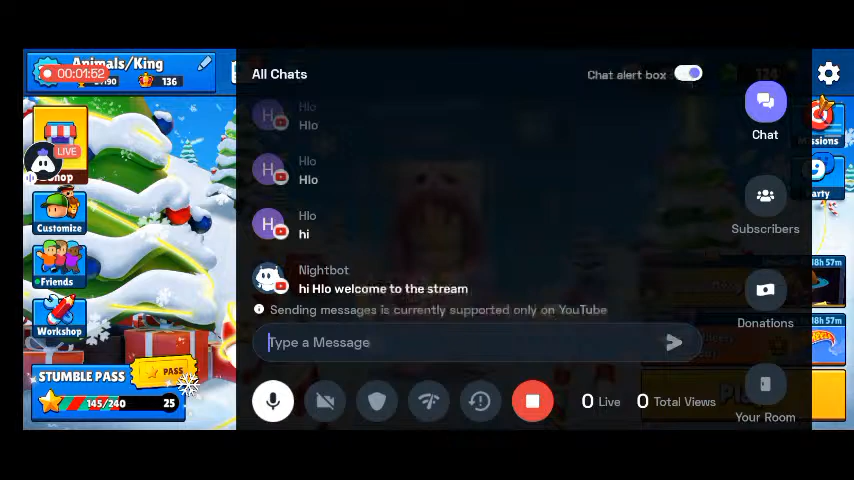 Animals/King
00:01:52
136
LIVE
Shop
Customize
Friends
Workshop
STUMBLE PASS
PASS
145/240
25
All Chats
Chat alert box
H
Hlo
Hlo
H
Hlo
Hlo
H
Hlo
hi
Nightbot
hi Hlo welcome to the stream
Sending messages is currently supported only on YouTube
Type a Message
0 Live
0 Total Views
Chat
Subscribers
Donations
Your Room
Missions
Party